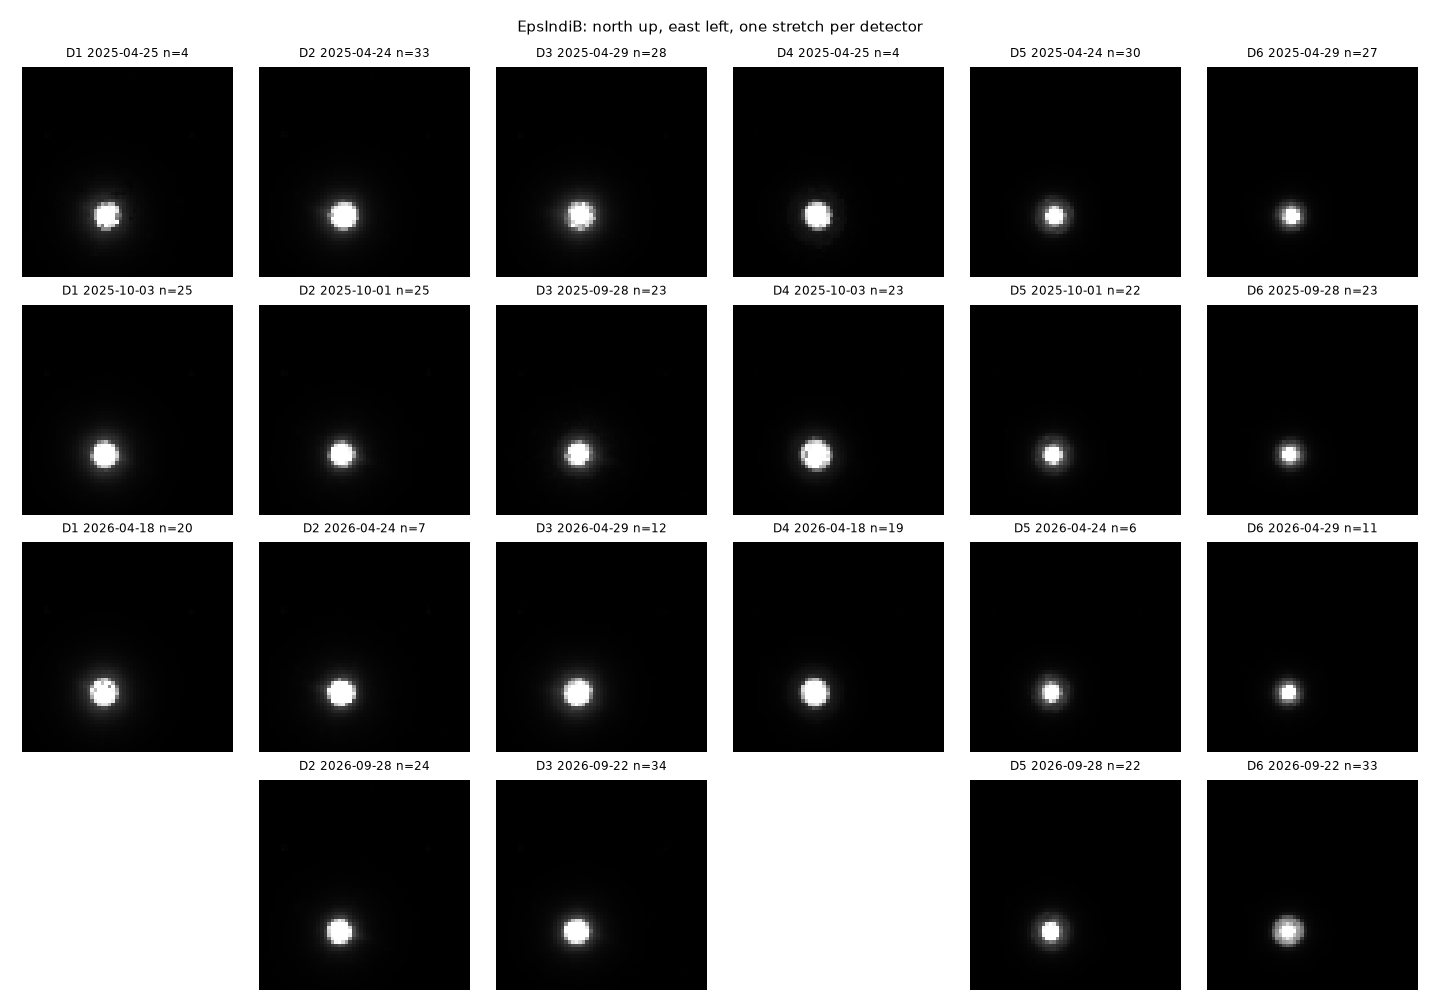 EpsIndiB: north up, east left, one stretch per detector
D1 2025-04-25 n=4
D2 2025-04-24 n=33
D3 2025-04-29 n=28
D4 2025-04-25 n=4
D5 2025-04-24 n=30
D6 2025-04-29 n=27
D1 2025-10-03 n=25
D2 2025-10-01 n=25
D3 2025-09-28 n=23
D4 2025-10-03 n=23
D5 2025-10-01 n=22
D6 2025-09-28 n=23
D1 2026-04-18 n=20
D2 2026-04-24 n=7
D3 2026-04-29 n=12
D4 2026-04-18 n=19
D5 2026-04-24 n=6
D6 2026-04-29 n=11
D2 2026-09-28 n=24
D3 2026-09-22 n=34
D5 2026-09-28 n=22
D6 2026-09-22 n=33